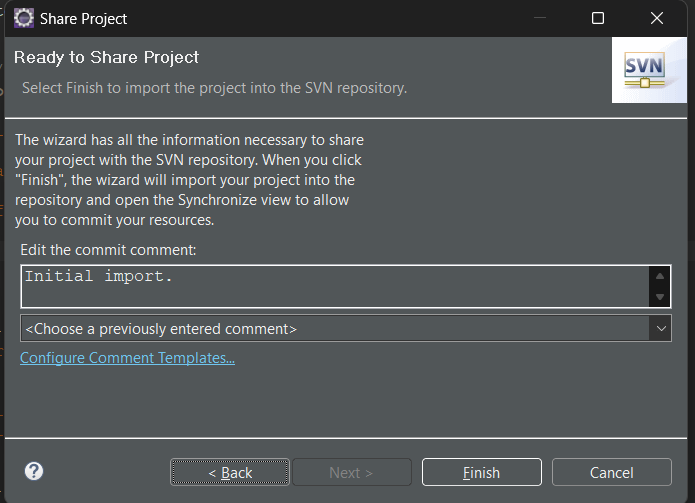 Share Project
Ready to Share Project
Select Finish to import the project into the SVN repository.
SVN
The wizard has all the information necessary to share
your project with the SVN repository. When you click
"Finish", the wizard will import your project into the
repository and open the Synchronize view to allow
you to commit your resources.
Edit the commit comment:
Initial import.
<Choose a previously entered comment>
Configure Comment Templates...
?
< Back
Next >
Finish
Cancel